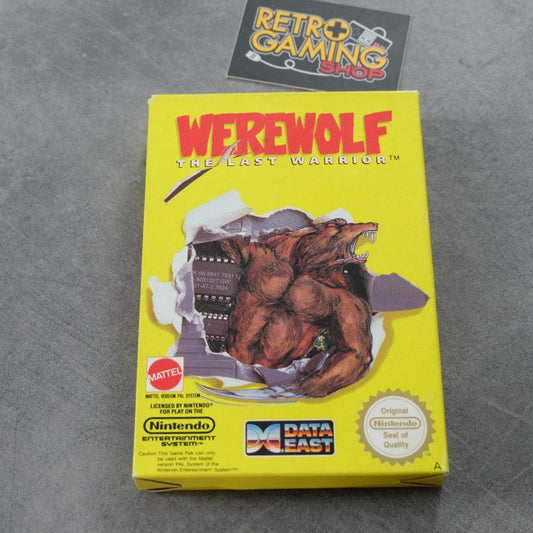 RETRO
GAMING
SHOP
WEREWOLF
THE LAST WARRIOR™
MATTEL
MATTEL VERSION PAL SYSTEM
LICENSED BY NINTENDO®
FOR PLAY ON THE
Nintendo
ENTERTAINMENT
SYSTEM™
Caution: This Game Pak can only
be used with the Mattel
version PAL System of the
Nintendo Entertainment System™
DATA
EAST
Original
Nintendo
Seal of
Quality
A